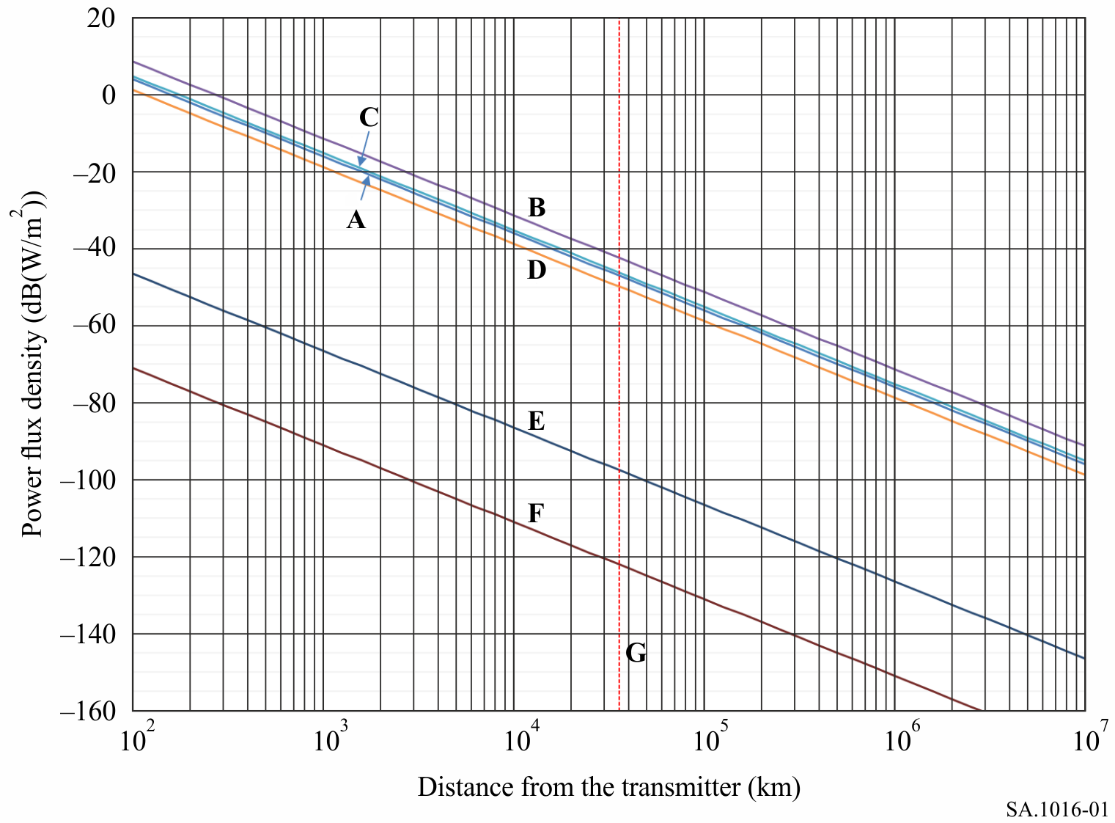 20
0
–20
–40
–60
–80
–100
–120
–140
–160
Power flux density (dB(W/m²))
C
A
B
D
E
F
G
10² 10³ 10⁴ 10⁵ 10⁶ 10⁷
Distance from the transmitter (km)
SA.1016-01